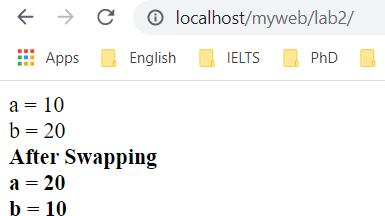 localhost/myweb/lab2/
Apps English IELTS PhD
a = 10
b = 20
After Swapping
a = 20
b = 10